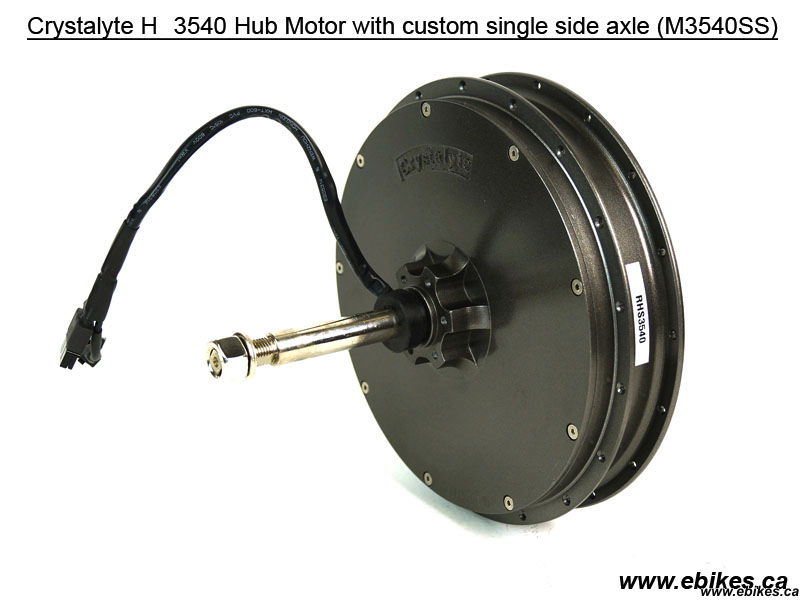 Crystalyte H 3540 Hub Motor with custom single side axle (M3540SS)
Crystalyte
RHS3540
www.ebikes.ca
www.ebikes.ca